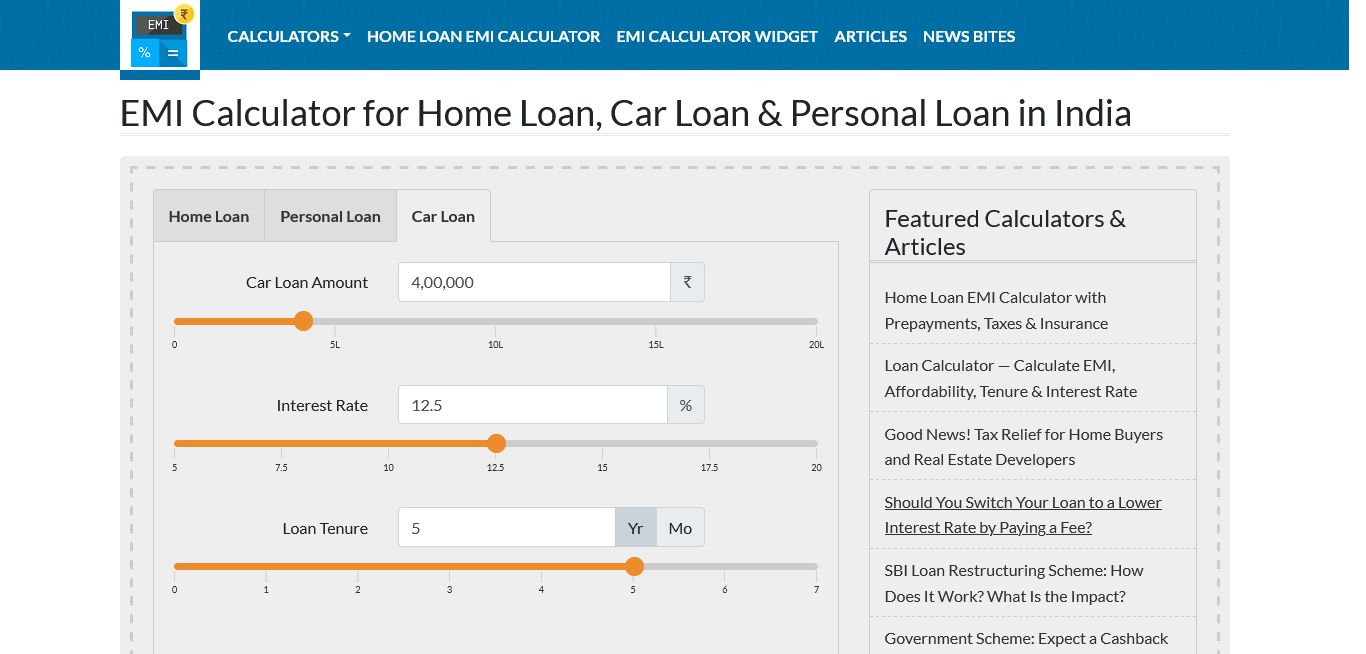 EMI ₹
% =
CALCULATORS HOME LOAN EMI CALCULATOR EMI CALCULATOR WIDGET ARTICLES NEWS BITES
EMI Calculator for Home Loan, Car Loan & Personal Loan in India
Home Loan Personal Loan Car Loan
Car Loan Amount 4,00,000 ₹
0 5L 10L 15L 20L
Interest Rate 12.5 %
5 7.5 10 12.5 15 17.5 20
Loan Tenure 5 Yr Mo
0 1 2 3 4 5 6 7
Featured Calculators &
Articles
Home Loan EMI Calculator with
Prepayments, Taxes & Insurance
Loan Calculator — Calculate EMI,
Affordability, Tenure & Interest Rate
Good News! Tax Relief for Home Buyers
and Real Estate Developers
Should You Switch Your Loan to a Lower
Interest Rate by Paying a Fee?
SBI Loan Restructuring Scheme: How
Does It Work? What Is the Impact?
Government Scheme: Expect a Cashback